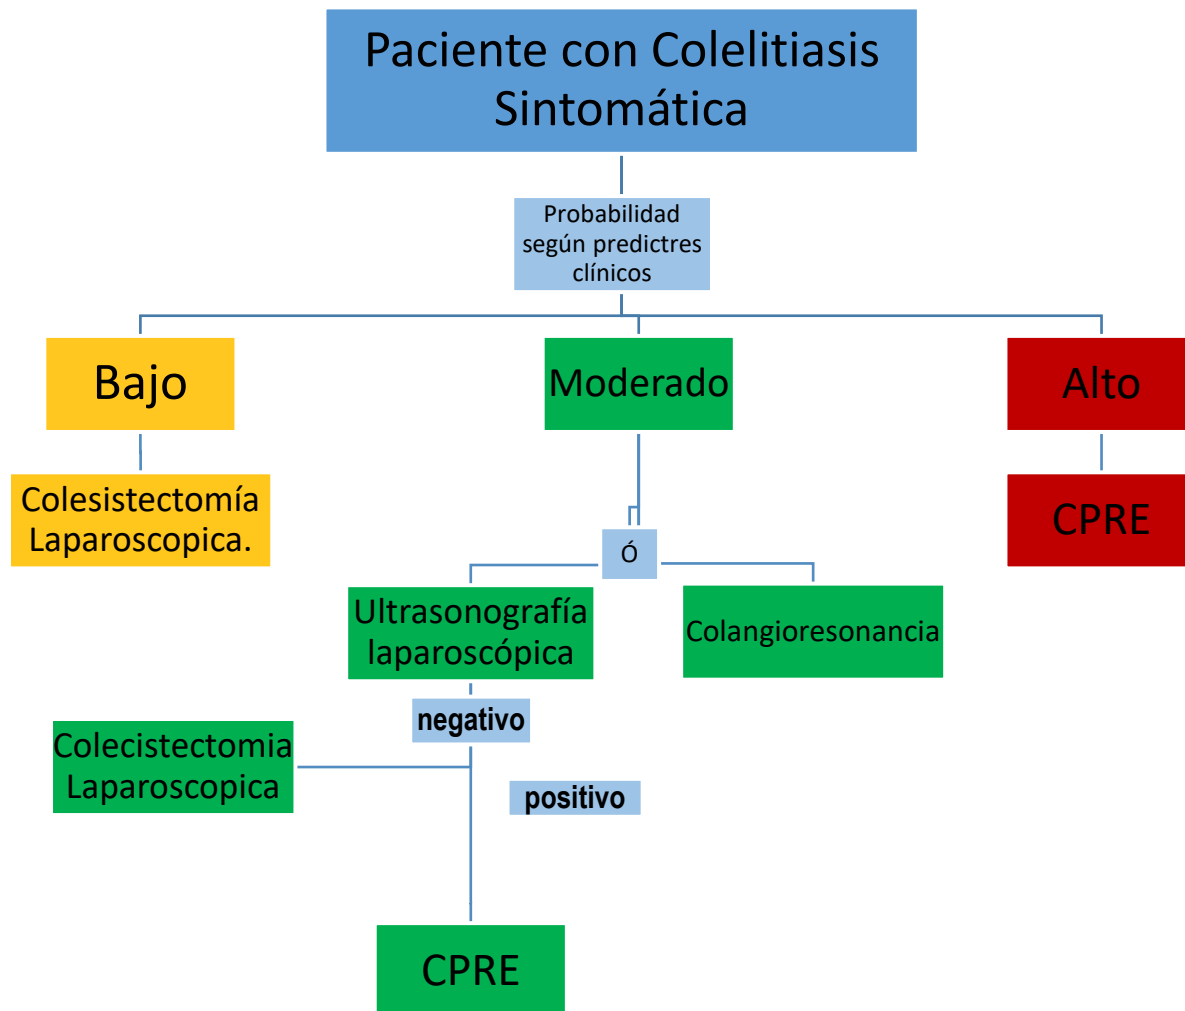 Paciente con Colelitiasis
Sintomática
Probabilidad
según predictres
clínicos
Bajo
Moderado
Alto
Colesistectomía
Laparoscopica.
CPRE
Ó
Ultrasonografía
laparoscópica
Colangioresonancia
negativo
Colecistectomia
Laparoscopica
positivo
CPRE